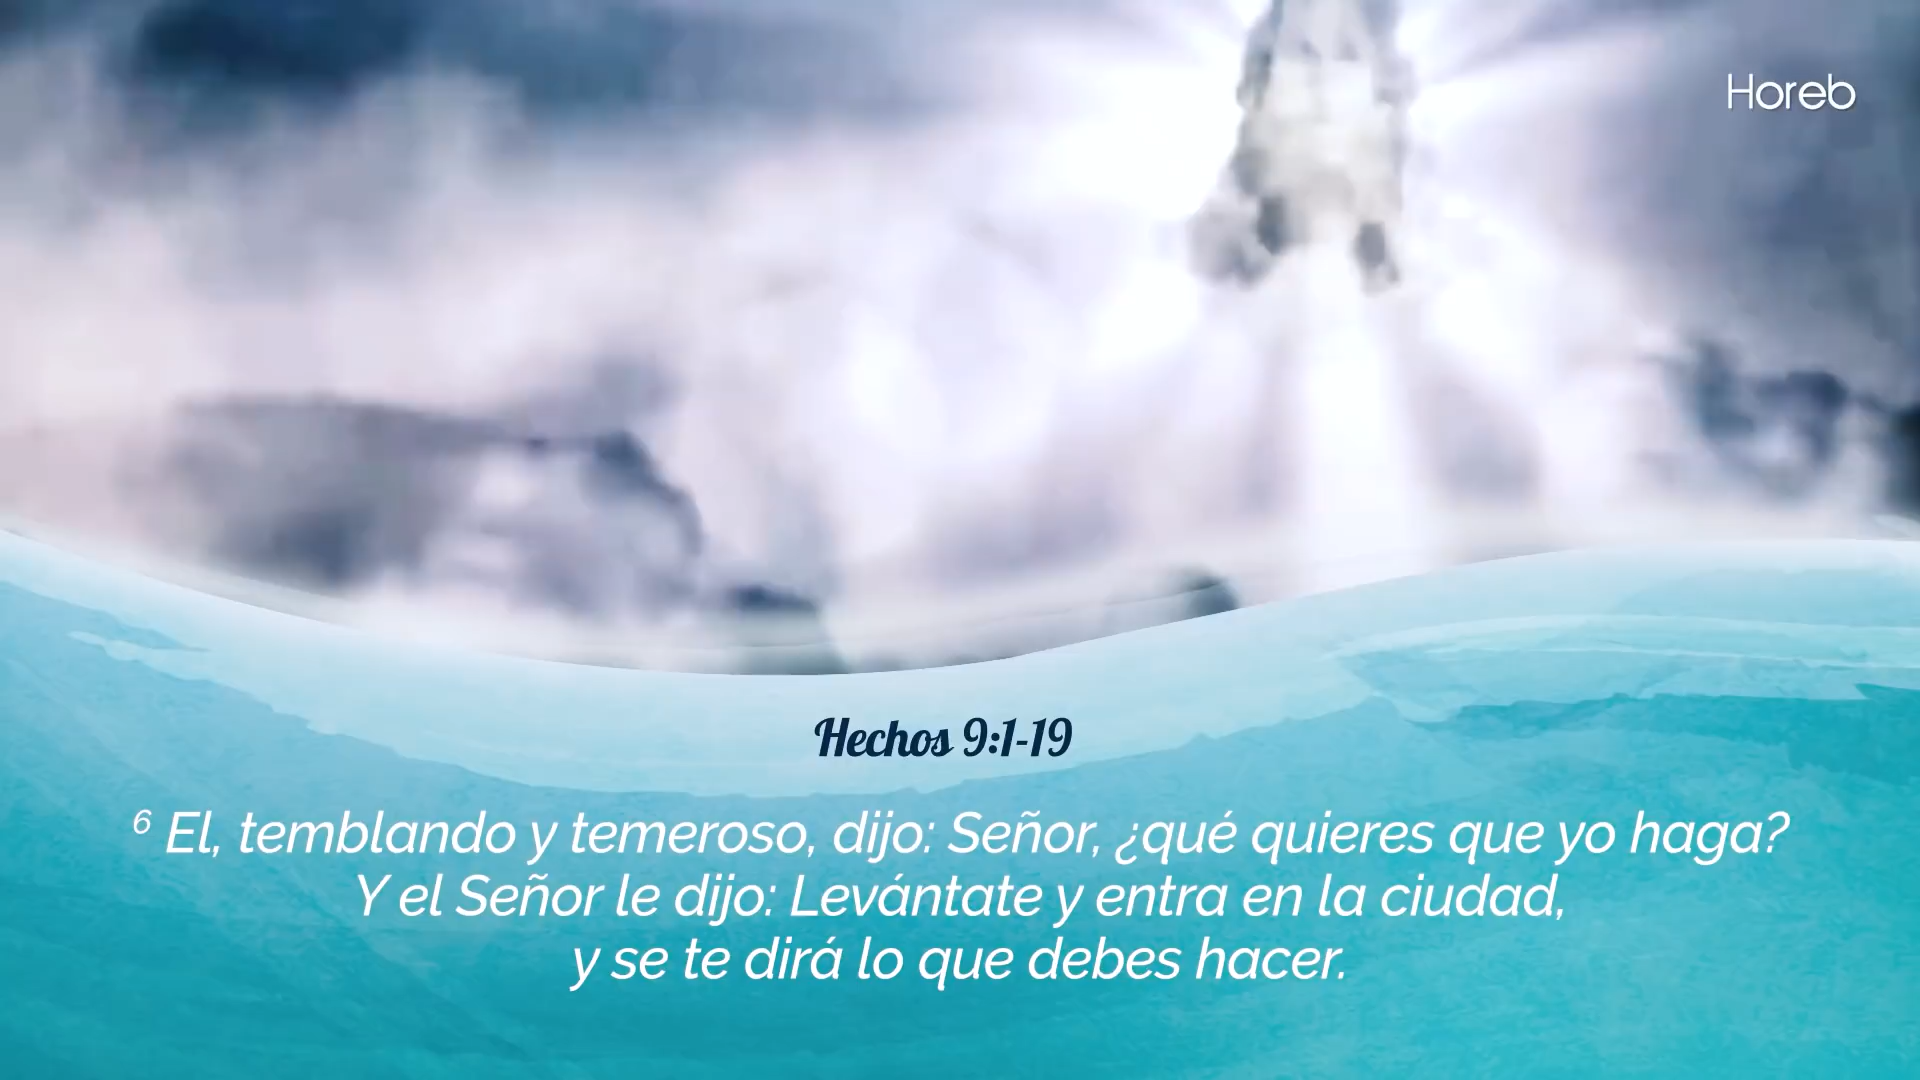 Horeb
Hechos 9:1-19
⁶ El, temblando y temeroso, dijo: Señor, ¿qué quieres que yo haga?
Y el Señor le dijo: Levántate y entra en la ciudad,
y se te dirá lo que debes hacer.